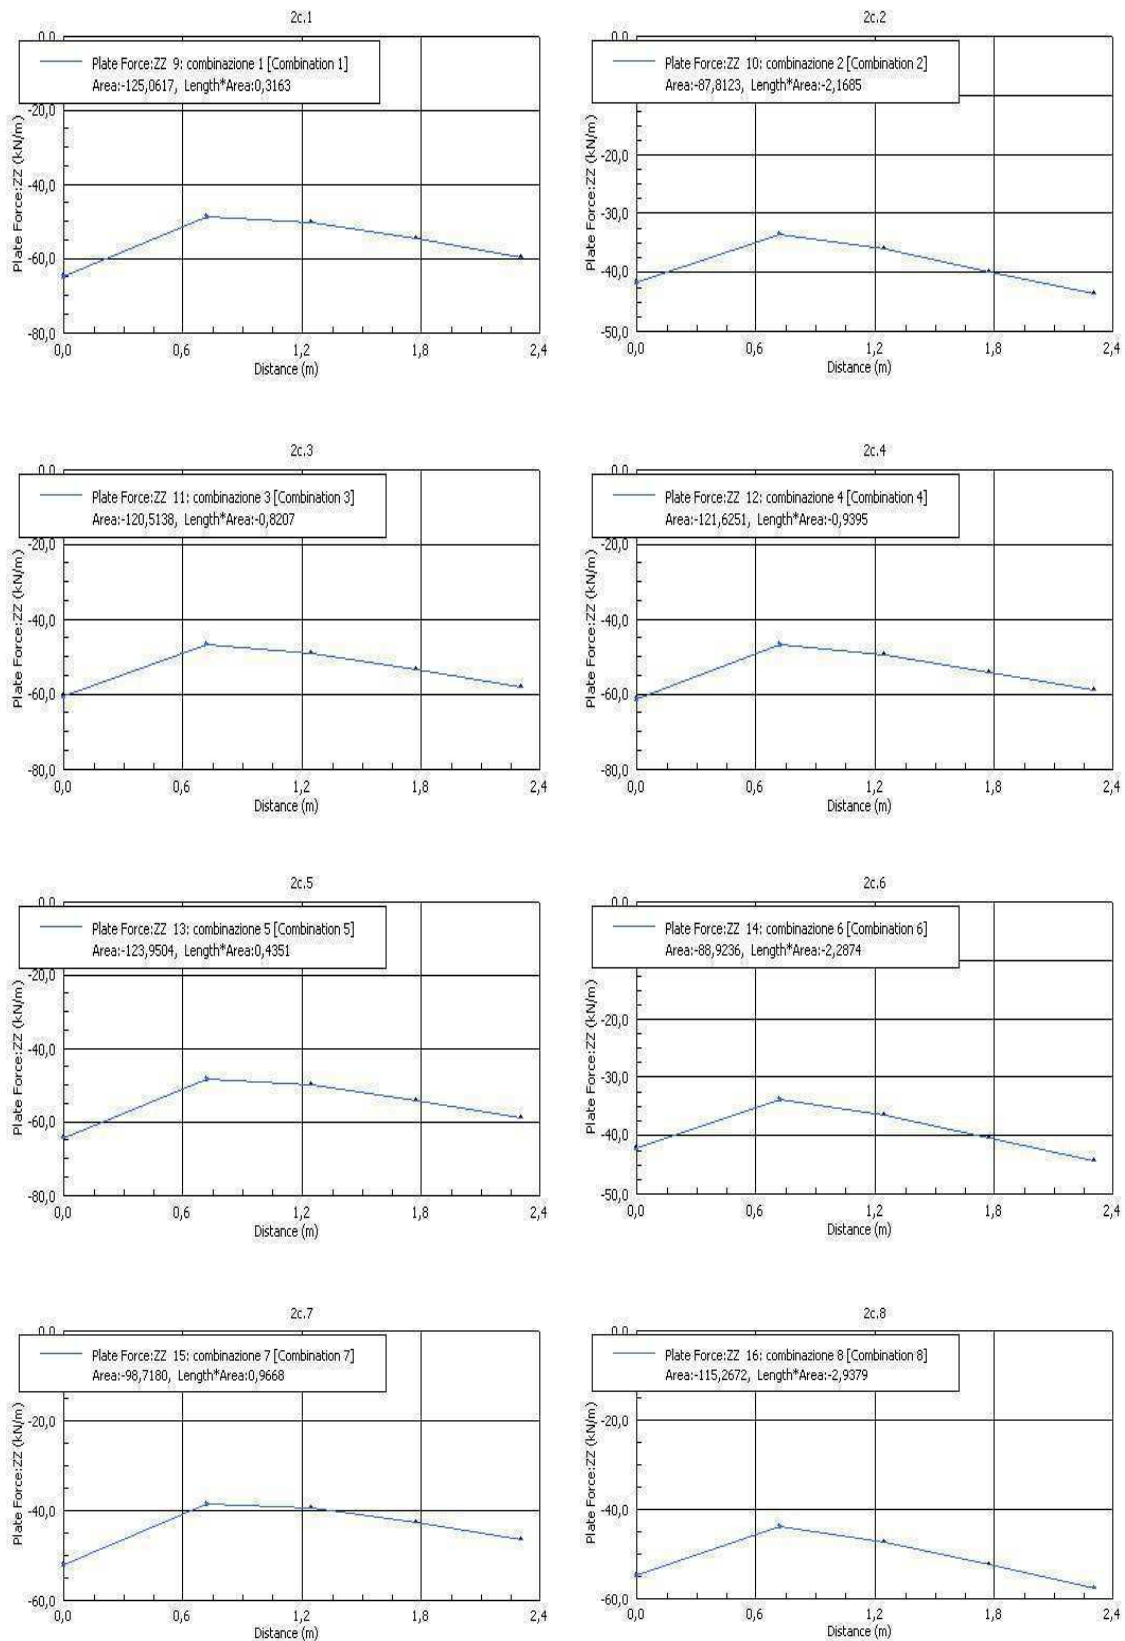 2c.1
0,0
Plate Force:ZZ 9: combinazione 1 [Combination 1]
Area:-125,0617, Length*Area:0,3163
-20,0
-40,0
-60,0
-80,0
Plate Force:ZZ (kN/m)
0,0 0,6 1,2 1,8 2,4
Distance (m)
2c.2
0,0
Plate Force:ZZ 10: combinazione 2 [Combination 2]
Area:-87,8123, Length*Area:-2,1685
-20,0
-30,0
-40,0
-50,0
Plate Force:ZZ (kN/m)
0,0 0,6 1,2 1,8 2,4
Distance (m)
2c.3
0,0
Plate Force:ZZ 11: combinazione 3 [Combination 3]
Area:-120,5138, Length*Area:-0,8207
-20,0
-40,0
-60,0
-80,0
Plate Force:ZZ (kN/m)
0,0 0,6 1,2 1,8 2,4
Distance (m)
2c.4
0,0
Plate Force:ZZ 12: combinazione 4 [Combination 4]
Area:-121,6251, Length*Area:-0,9395
-20,0
-40,0
-60,0
-80,0
Plate Force:ZZ (kN/m)
0,0 0,6 1,2 1,8 2,4
Distance (m)
2c.5
0,0
Plate Force:ZZ 13: combinazione 5 [Combination 5]
Area:-123,9504, Length*Area:0,4351
-20,0
-40,0
-60,0
-80,0
Plate Force:ZZ (kN/m)
0,0 0,6 1,2 1,8 2,4
Distance (m)
2c.6
0,0
Plate Force:ZZ 14: combinazione 6 [Combination 6]
Area:-88,9236, Length*Area:-2,2874
-20,0
-30,0
-40,0
-50,0
Plate Force:ZZ (kN/m)
0,0 0,6 1,2 1,8 2,4
Distance (m)
2c.7
0,0
Plate Force:ZZ 15: combinazione 7 [Combination 7]
Area:-98,7180, Length*Area:0,9668
-20,0
-40,0
-60,0
Plate Force:ZZ (kN/m)
0,0 0,6 1,2 1,8 2,4
Distance (m)
2c.8
0,0
Plate Force:ZZ 16: combinazione 8 [Combination 8]
Area:-115,2672, Length*Area:-2,9379
-20,0
-40,0
-60,0
Plate Force:ZZ (kN/m)
0,0 0,6 1,2 1,8 2,4
Distance (m)